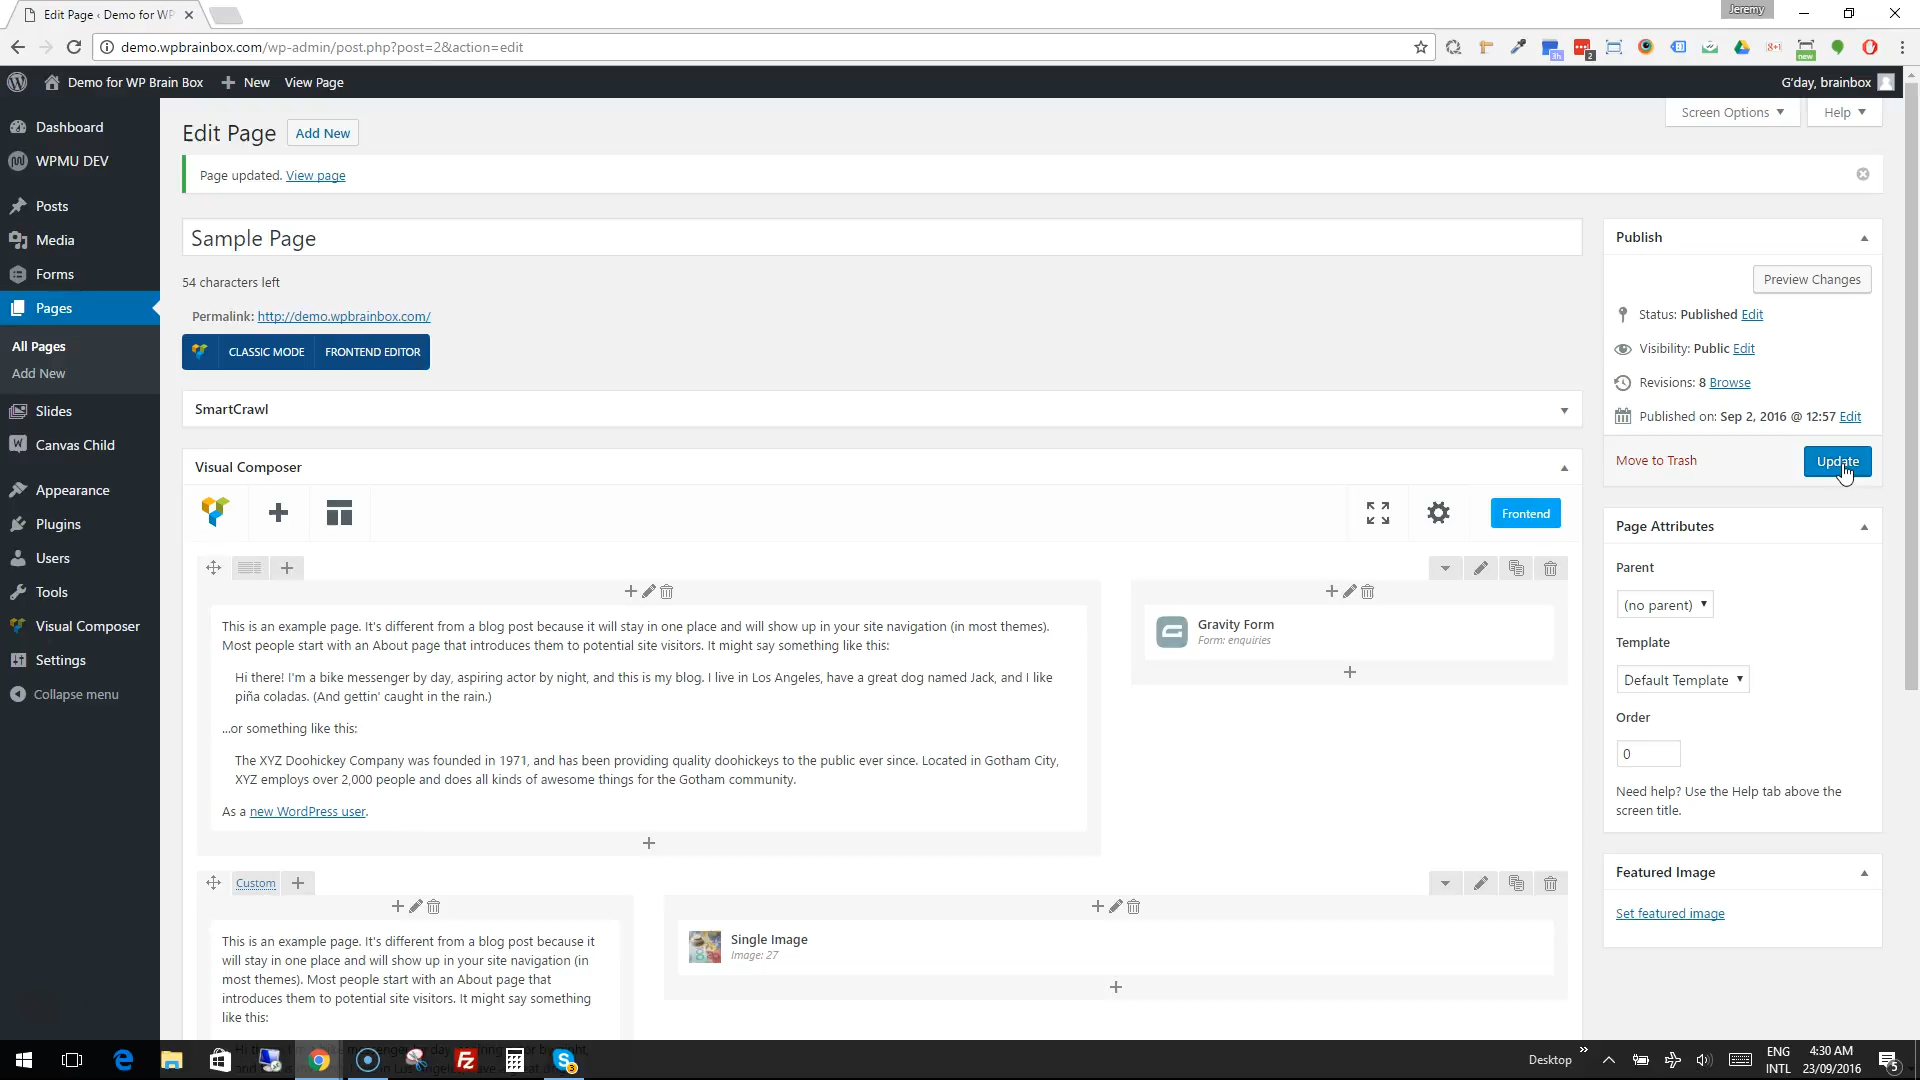 Edit Page ‹ Demo for WP
Jeremy
demo.wpbrainbox.com/wp-admin/post.php?post=2&action=edit
Demo for WP Brain Box
New
View Page
G'day, brainbox
Dashboard
WPMU DEV
Posts
Media
Forms
Pages
All Pages
Add New
Slides
Canvas Child
Appearance
Plugins
Users
Tools
Visual Composer
Settings
Collapse menu
Screen Options
Help
Edit Page
Add New
Page updated. View page
Sample Page
54 characters left
Permalink: http://demo.wpbrainbox.com/
CLASSIC MODE
FRONTEND EDITOR
SmartCrawl
Visual Composer
Frontend
This is an example page. It's different from a blog post because it will stay in one place and will show up in your site navigation (in most themes).
Most people start with an About page that introduces them to potential site visitors. It might say something like this:
Hi there! I'm a bike messenger by day, aspiring actor by night, and this is my blog. I live in Los Angeles, have a great dog named Jack, and I like
piña coladas. (And gettin' caught in the rain.)
...or something like this:
The XYZ Doohickey Company was founded in 1971, and has been providing quality doohickeys to the public ever since. Located in Gotham City,
XYZ employs over 2,000 people and does all kinds of awesome things for the Gotham community.
As a new WordPress user.
Gravity Form
Form: enquiries
Custom
This is an example page. It's different from a blog post because it
will stay in one place and will show up in your site navigation (in
most themes). Most people start with an About page that
introduces them to potential site visitors. It might say something
like this:
Single Image
Image: 27
Publish
Preview Changes
Status: Published Edit
Visibility: Public Edit
Revisions: 8 Browse
Published on: Sep 2, 2016 @ 12:57 Edit
Move to Trash
Update
Page Attributes
Parent
(no parent)
Template
Default Template
Order
0
Need help? Use the Help tab above the
screen title.
Featured Image
Set featured image
Desktop
ENG
INTL
4:30 AM
23/09/2016
5